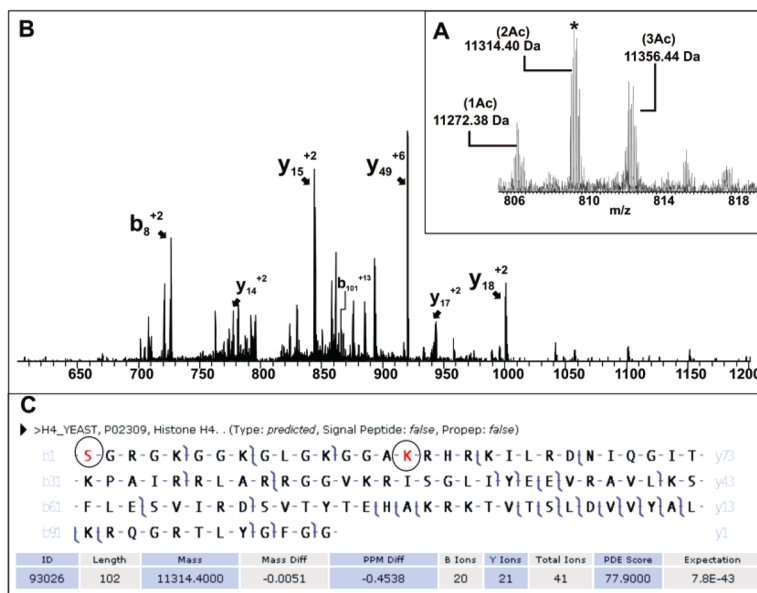 B
A
(2Ac)
11314.40 Da
*
(3Ac)
11356.44 Da
(1Ac)
11272.38 Da
806 810 814 818
m/z
b8+2
y14+2
y15+2
b101+13
y49+6
y17+2
y18+2
650 700 750 800 850 900 950 1000 1050 1100 1150 1200
C
>H4_YEAST, P02309, Histone H4. . (Type: predicted, Signal Peptide: false, Propep: false)
b1 S-G-R-G-K-G-G-K-G-L-G-K-G-G-A-K-R-H-R-K-I-L-R-D-N-I-Q-G-I-T- y73
b31 -K-P-A-I-R-R-L-A-R-R-G-G-V-K-R-I-S-G-L-I-Y-E-E-V-R-A-V-L-K-S- y43
b61 -F-L-E-S-V-I-R-D-S-V-T-Y-T-E-H-A-K-R-K-T-V-T-S-L-D-V-V-Y-A-L- y13
b91 -K-R-Q-G-R-T-L-Y-G-F-G-G- y1
ID Length Mass Mass Diff PPM Diff B Ions Y Ions Total Ions PDE Score Expectation
93026 102 11314.4000 -0.0051 -0.4538 20 21 41 77.9000 7.8E-43